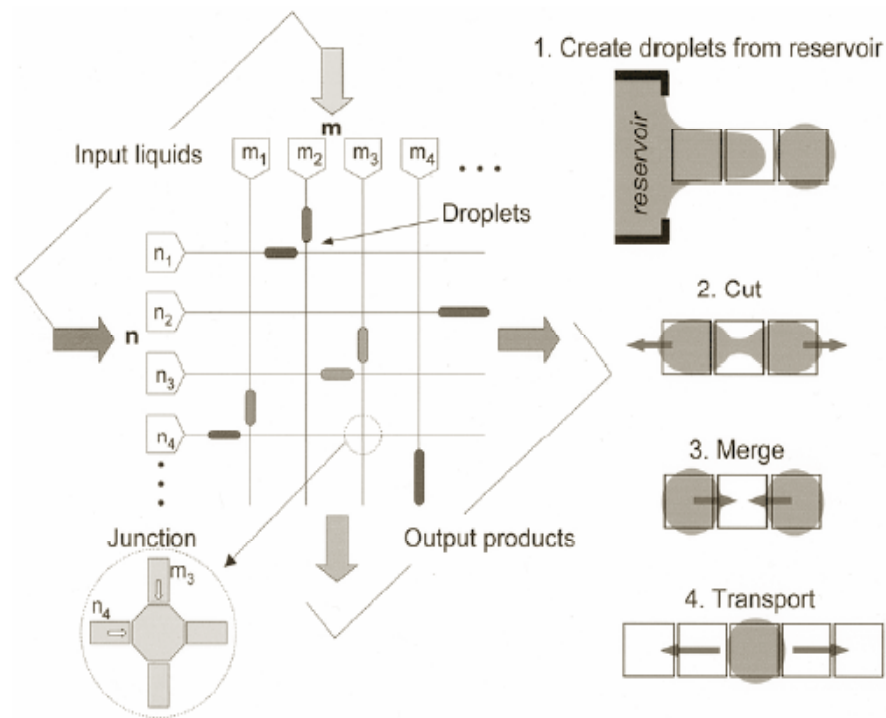 1. Create droplets from reservoir
reservoir
Input liquids
m
m1 m2 m3 m4 . . .
Droplets
n
n1
n2
n3
n4
2. Cut
3. Merge
Junction
m3
n4
Output products
4. Transport